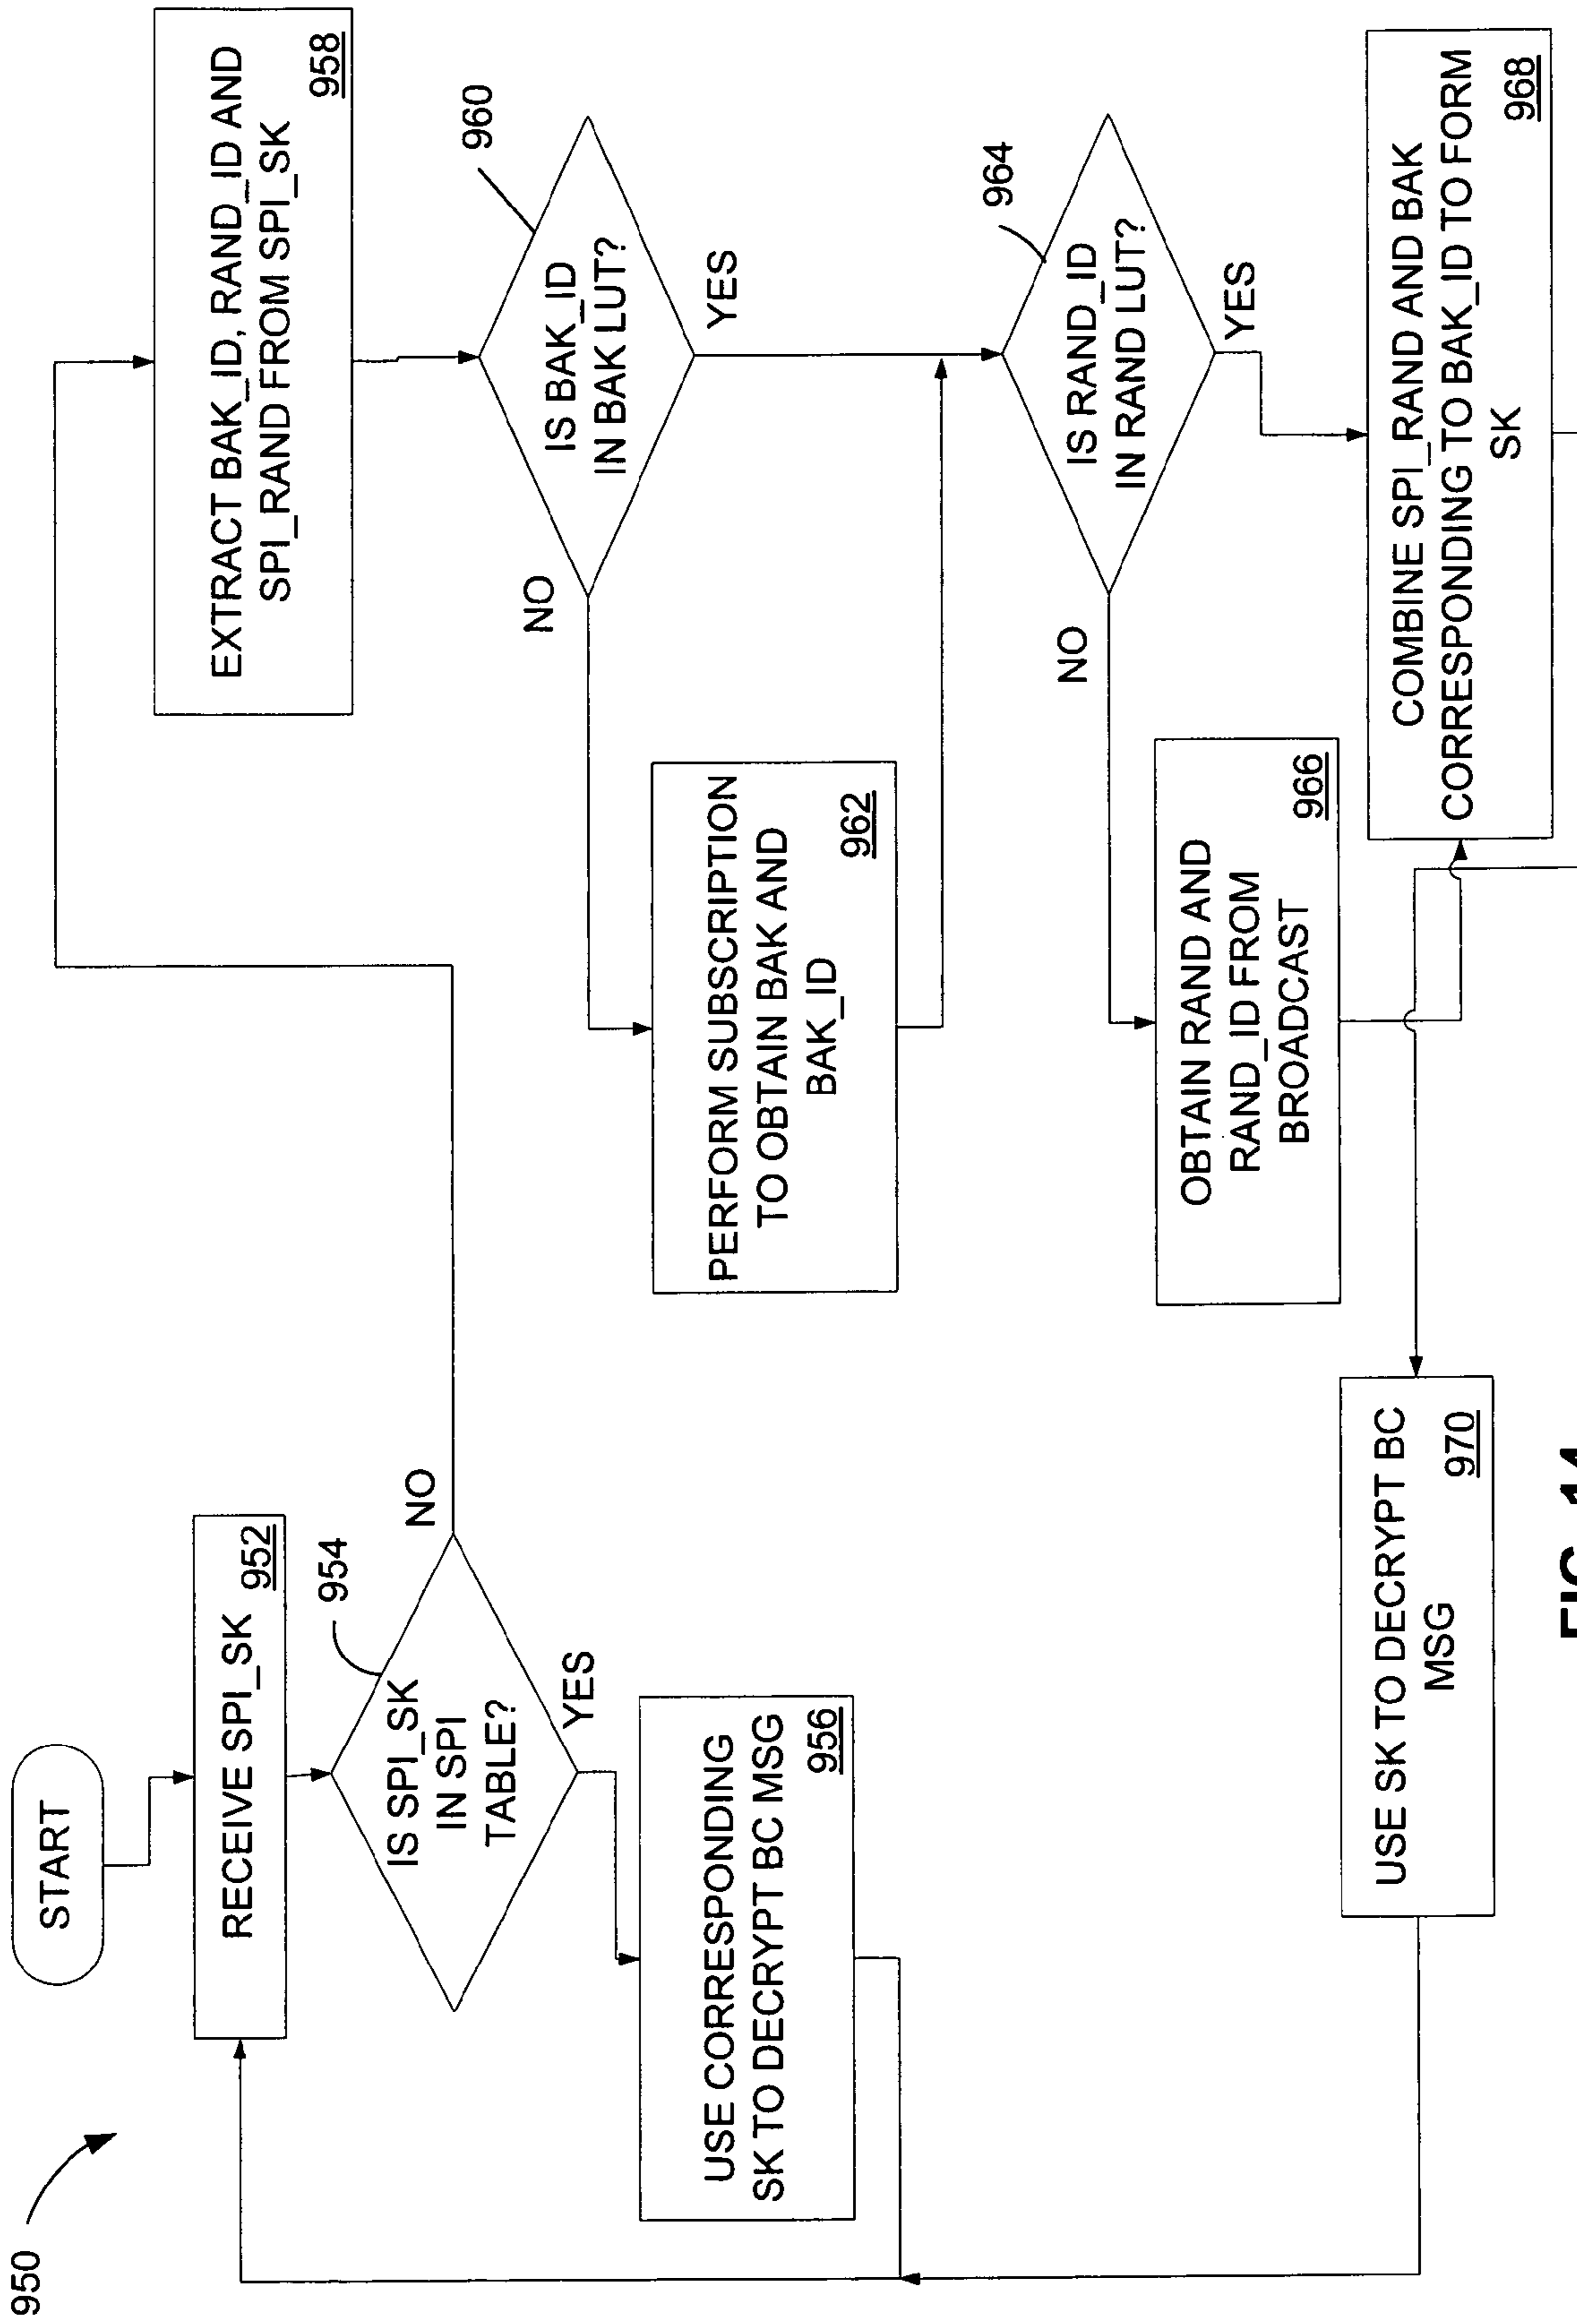 950
START
RECEIVE SPI_SK 952
954
IS SPI_SK
IN SPI
TABLE?
NO
YES
USE CORRESPONDING
SK TO DECRYPT BC MSG
956
EXTRACT BAK_ID, RAND_ID AND
SPI_RAND FROM SPI_SK
958
960
IS BAK_ID
IN BAK LUT?
NO
YES
PERFORM SUBSCRIPTION
TO OBTAIN BAK AND
BAK_ID
962
964
IS RAND_ID
IN RAND LUT?
NO
YES
OBTAIN RAND AND
RAND_ID FROM
BROADCAST
966
COMBINE SPI_RAND AND BAK
CORRESPONDING TO BAK_ID TO FORM
SK
968
USE SK TO DECRYPT BC
MSG
970
FIG. 14